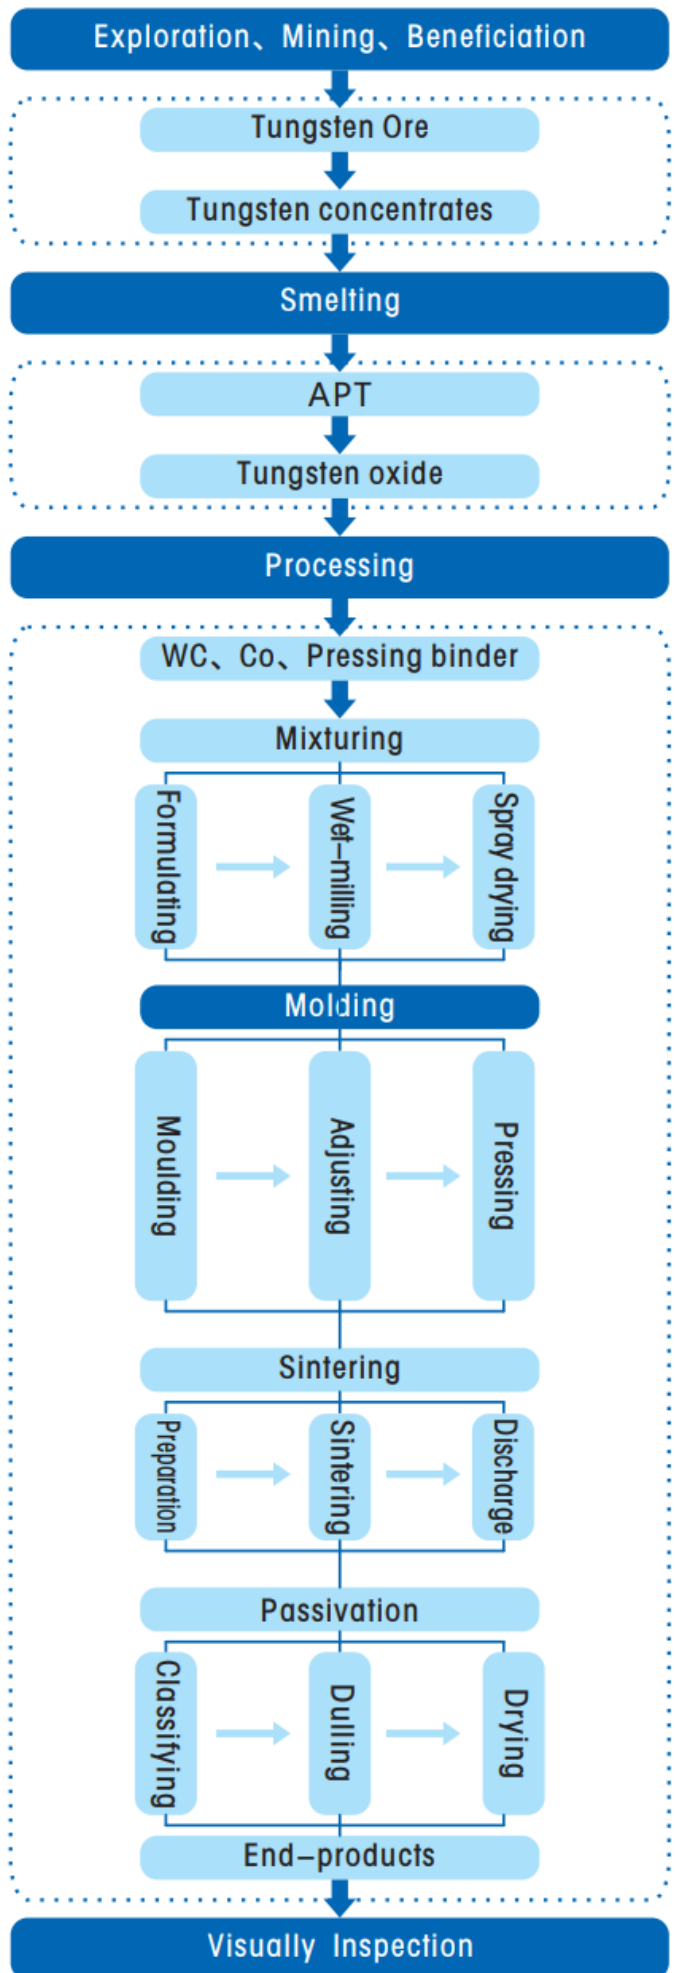 Exploration、Mining、Beneficiation
Tungsten Ore
Tungsten concentrates
Smelting
APT
Tungsten oxide
Processing
WC、Co、Pressing binder
Mixturing
Formulating
Wet-milling
Spray drying
Molding
Moulding
Adjusting
Pressing
Sintering
Preparation
Sintering
Discharge
Passivation
Classifying
Dulling
Drying
End-products
Visually Inspection